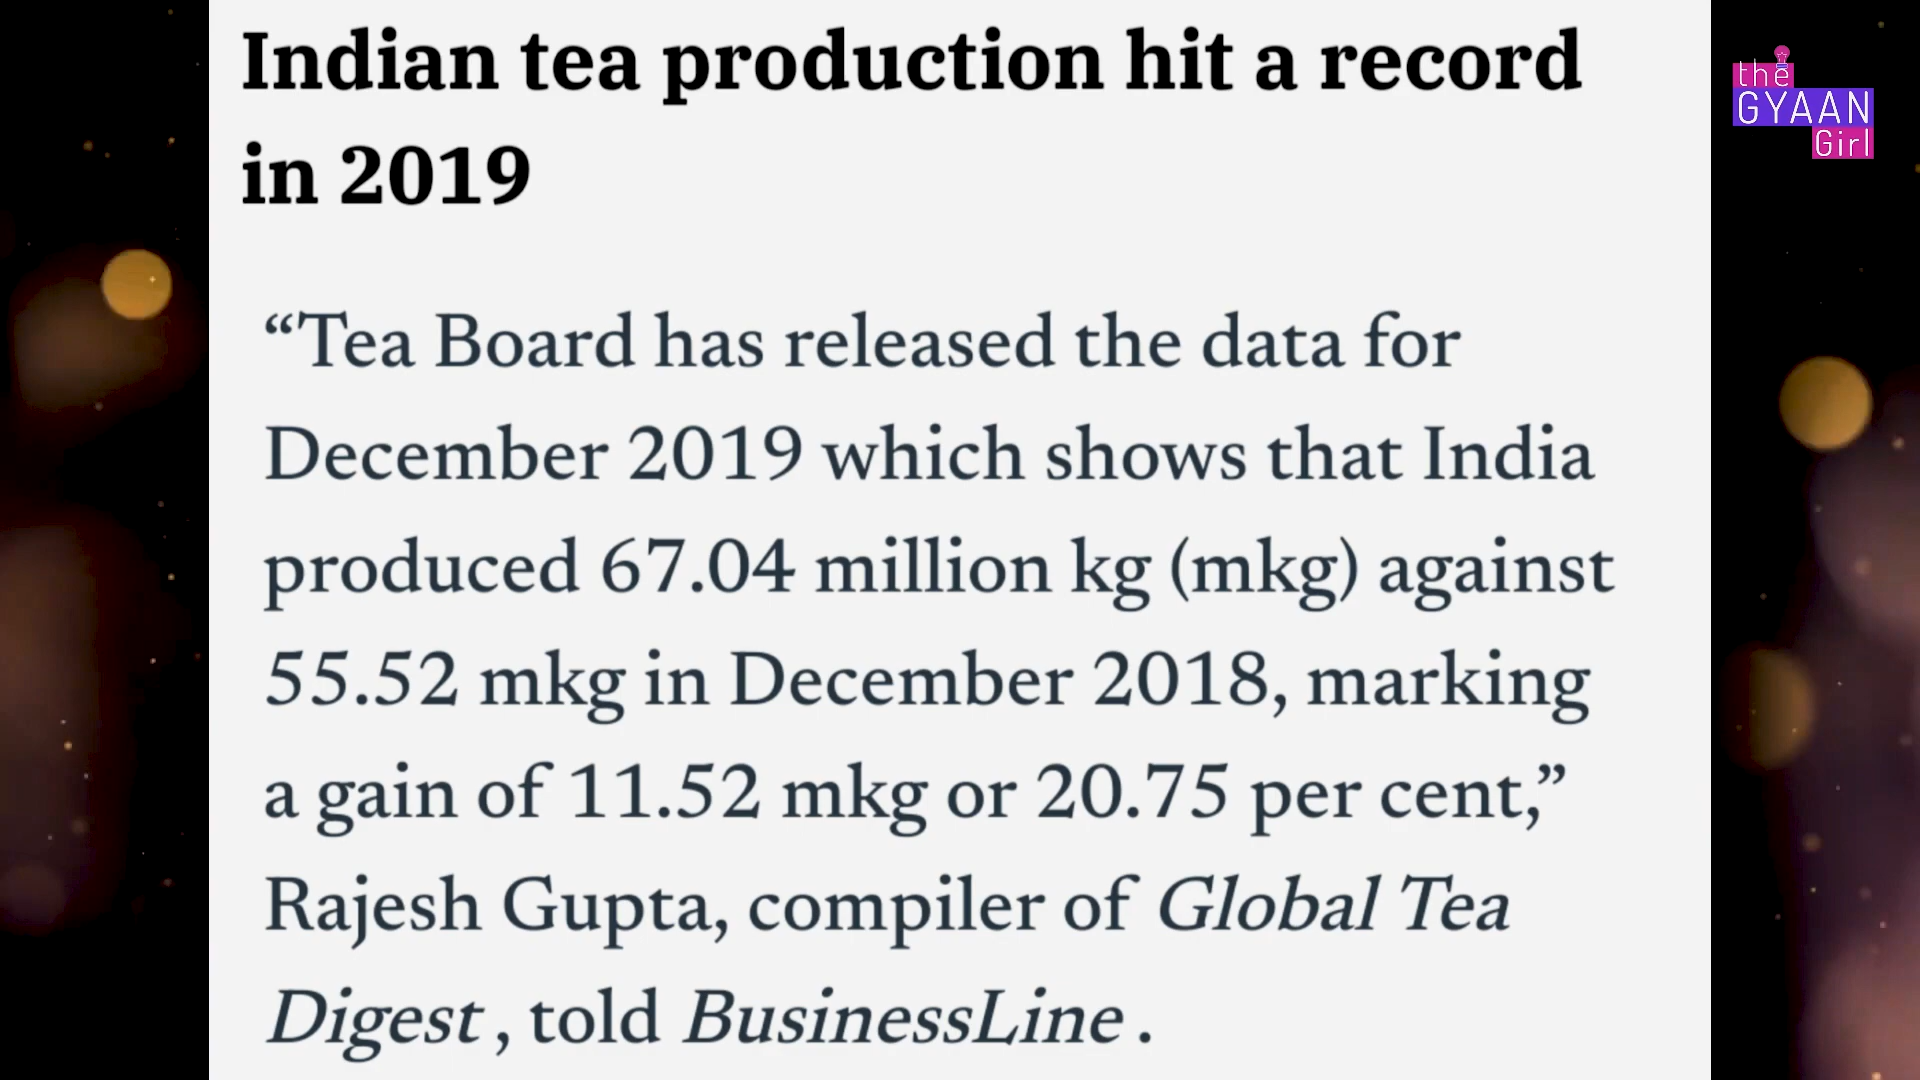 Indian tea production hit a record
in 2019
“Tea Board has released the data for
December 2019 which shows that India
produced 67.04 million kg (mkg) against
55.52 mkg in December 2018, marking
a gain of 11.52 mkg or 20.75 per cent,”
Rajesh Gupta, compiler of Global Tea
Digest, told BusinessLine.
the
GYAAN
Girl